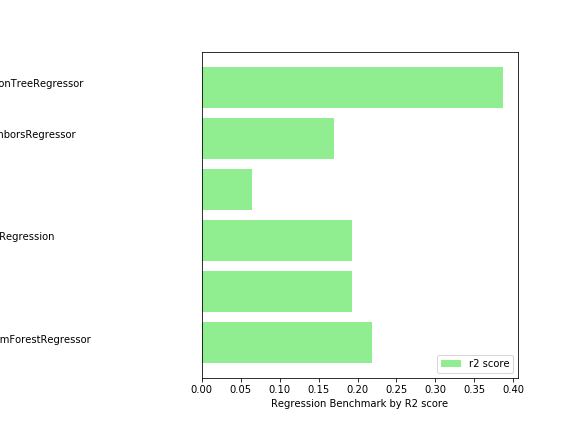 onTreeRegressor
nborsRegressor
Regression
mForestRegressor
r2 score
0.00 0.05 0.10 0.15 0.20 0.25 0.30 0.35 0.40
Regression Benchmark by R2 score